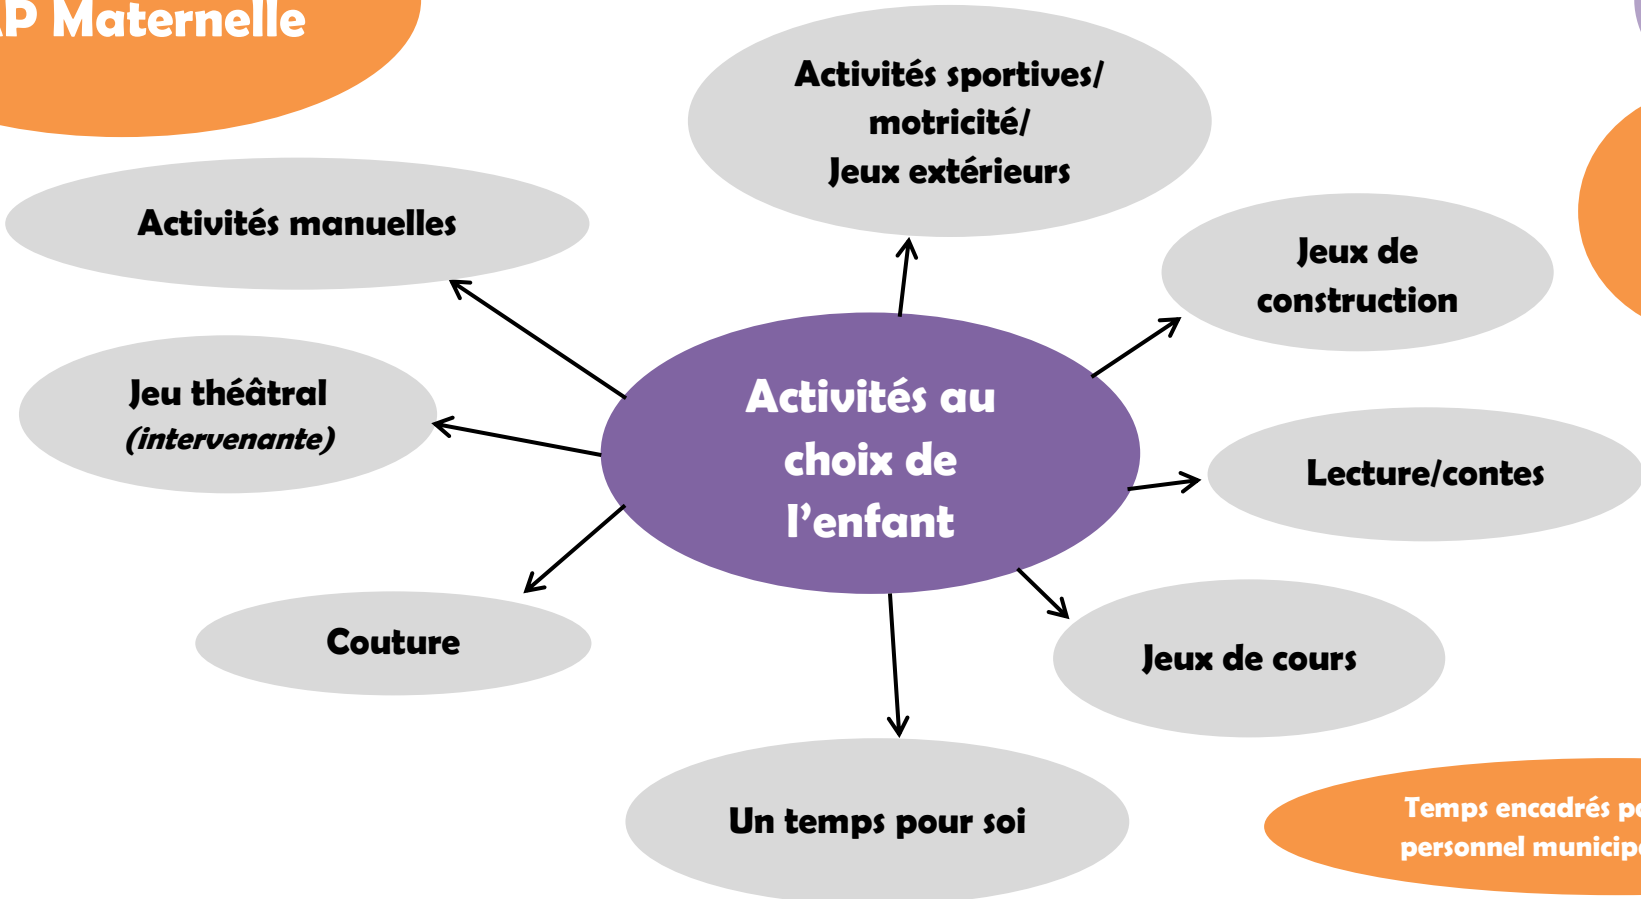 P Maternelle
Activités sportives/
motricité/
Jeux extérieurs
Activités manuelles
Jeux de
construction
Jeu théâtral
(intervenante)
Activités au
choix de
l’enfant
Lecture/contes
Couture
Jeux de cours
Un temps pour soi
Temps encadrés
personnel